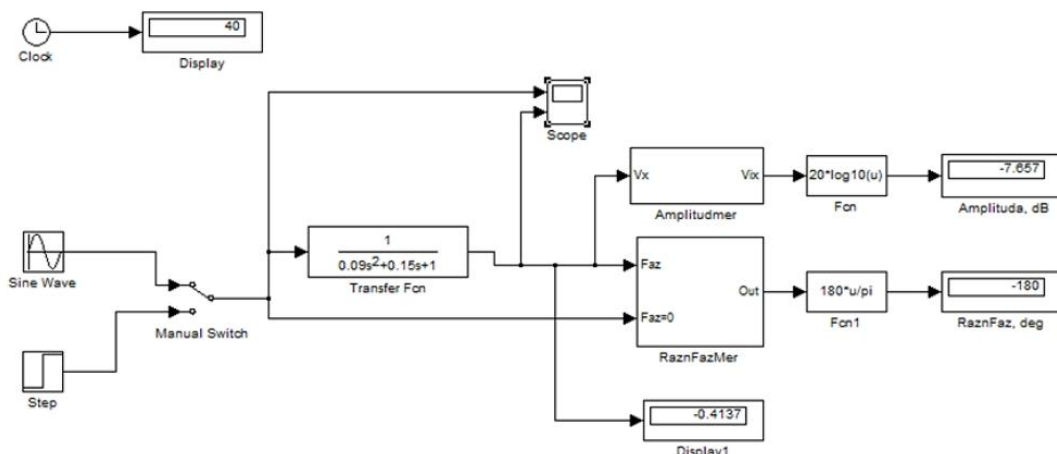 40
Clock
Display
Scope
Vx
Vix
20*log10(u)
-7.657
Amplitudmer
Fcn
Amplituda, dB
1
0.09s2+0.15s+1
Transfer Fcn
Sine Wave
Manual Switch
Faz
Out
Faz=0
180*u/pi
-180
RaznFazMer
Fcn1
RaznFaz, deg
Step
-0.4137
Display1